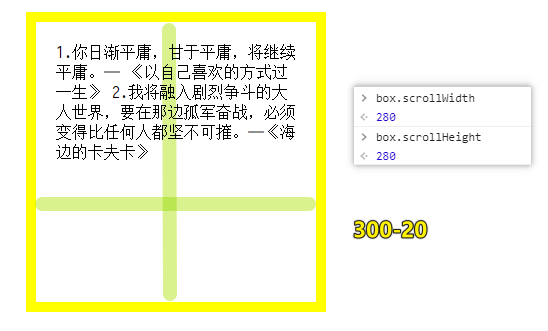 1.你日渐平庸，甘于平庸，将继续
平庸。— 《以自己喜欢的方式过
一生》 2.我将融入剧烈争斗的大
人世界，要在那边孤军奋战，必须
变得比任何人都坚不可摧。—《海
边的卡夫卡》
> box.scrollWidth
<· 280
> box.scrollHeight
<· 280
300-20